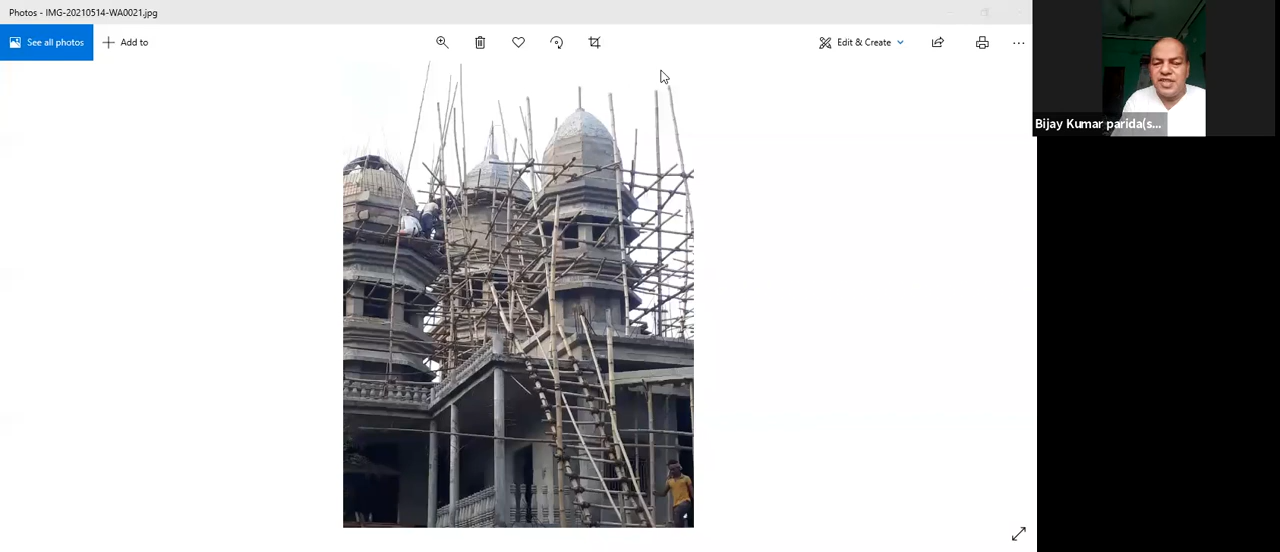 Photos - IMG-20210514-WA0021.jpg
See all photos
Add to
Edit & Create
Bijay Kumar parida(s...